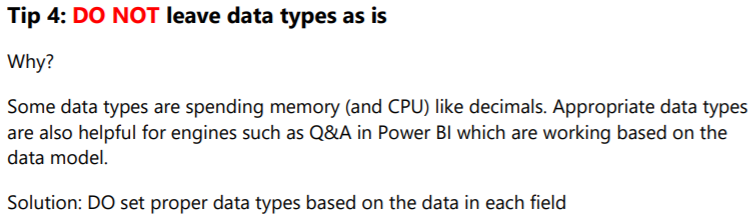 Tip 4: DO NOT leave data types as is
Why?
Some data types are spending memory (and CPU) like decimals. Appropriate data types
are also helpful for engines such as Q&A in Power BI which are working based on the
data model.
Solution: DO set proper data types based on the data in each field